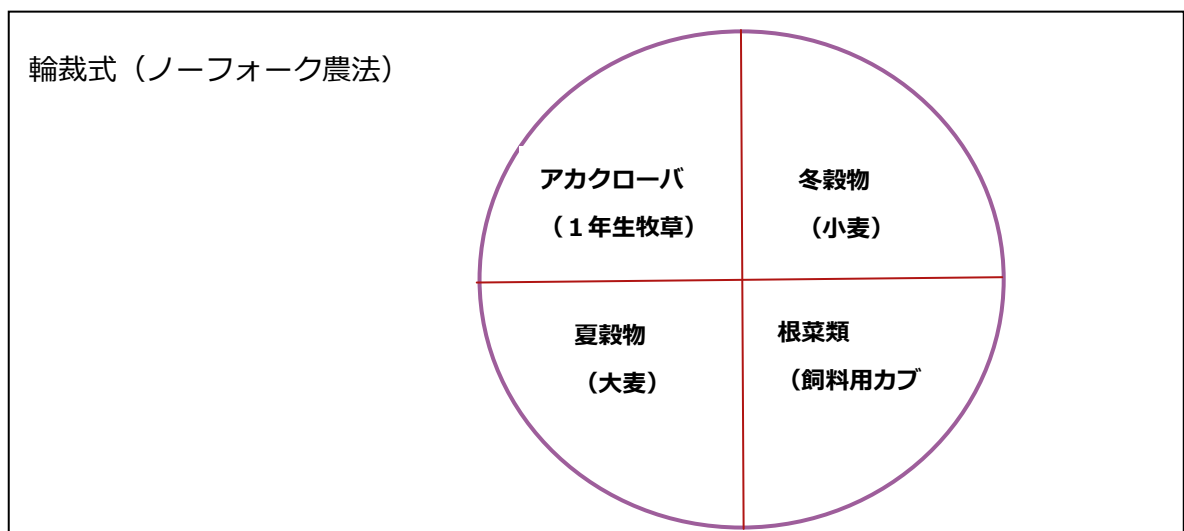 輪裁式（ノーフォーク農法）
アカクローバ
（１年生牧草）
冬穀物
（小麦）
夏穀物
（大麦）
根菜類
（飼料用カブ